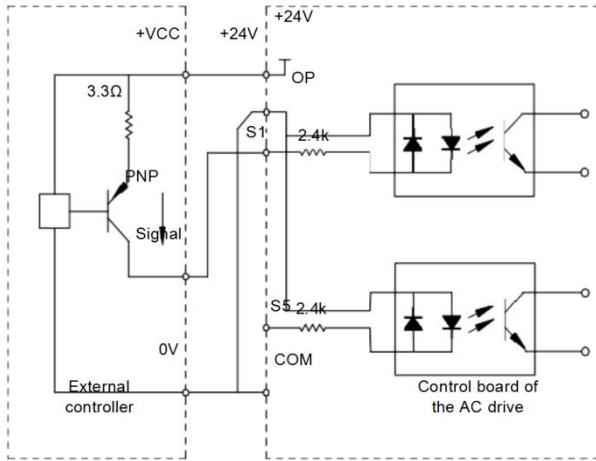 +24V
+VCC
+24V
OP
3.3Ω
S1
2.4k
PNP
Signal
S5
2.4k
0V
COM
External
controller
Control board of
the AC drive